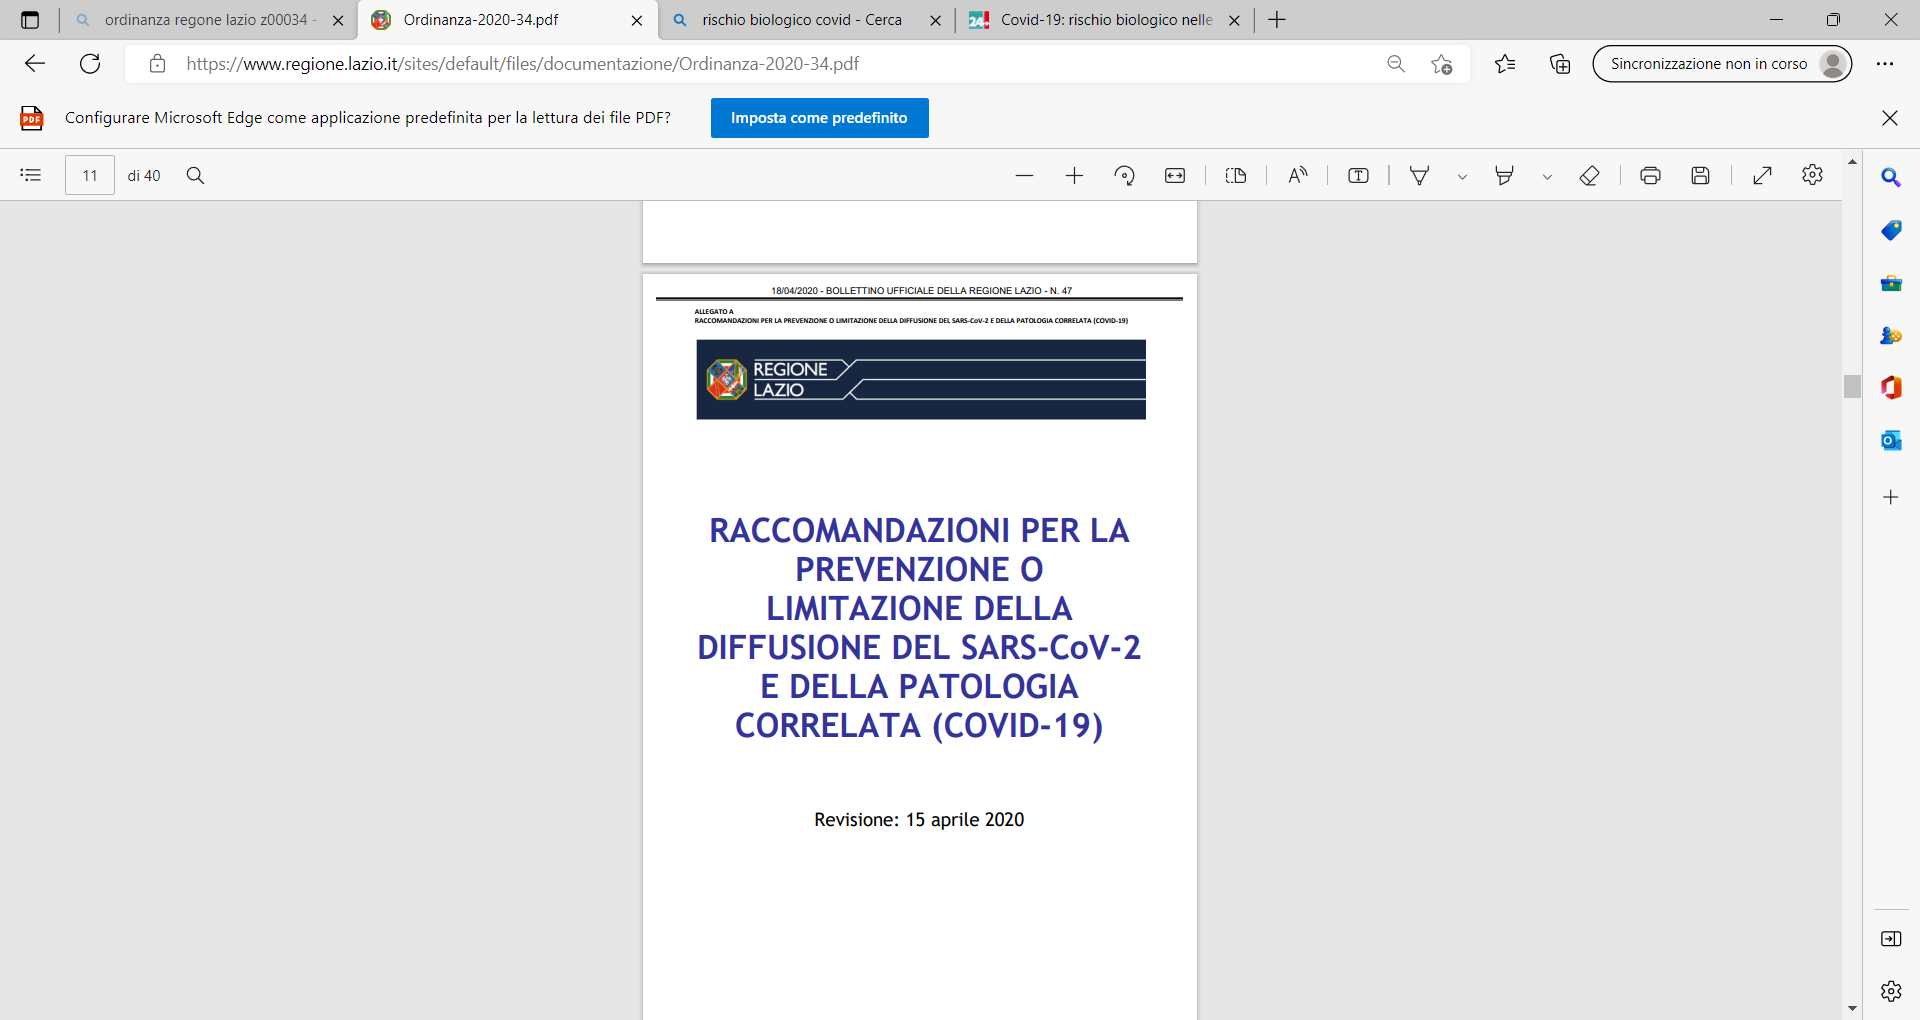 ordinanza regone lazio z00034 -
Ordinanza-2020-34.pdf
rischio biologico covid - Cerca
24+
Covid-19: rischio biologico nelle
https://www.regione.lazio.it/sites/default/files/documentazione/Ordinanza-2020-34.pdf
Sincronizzazione non in corso
PDF
Configurare Microsoft Edge come applicazione predefinita per la lettura dei file PDF?
Imposta come predefinito
11
di 40
18/04/2020 - BOLLETTINO UFFICIALE DELLA REGIONE LAZIO - N. 47
ALLEGATO A
RACCOMANDAZIONI PER LA PREVENZIONE O LIMITAZIONE DELLA DIFFUSIONE DEL SARS-CoV-2 E DELLA PATOLOGIA CORRELATA (COVID-19)
REGIONE
LAZIO
RACCOMANDAZIONI PER LA
PREVENZIONE O
LIMITAZIONE DELLA
DIFFUSIONE DEL SARS-CoV-2
E DELLA PATOLOGIA
CORRELATA (COVID-19)
Revisione: 15 aprile 2020